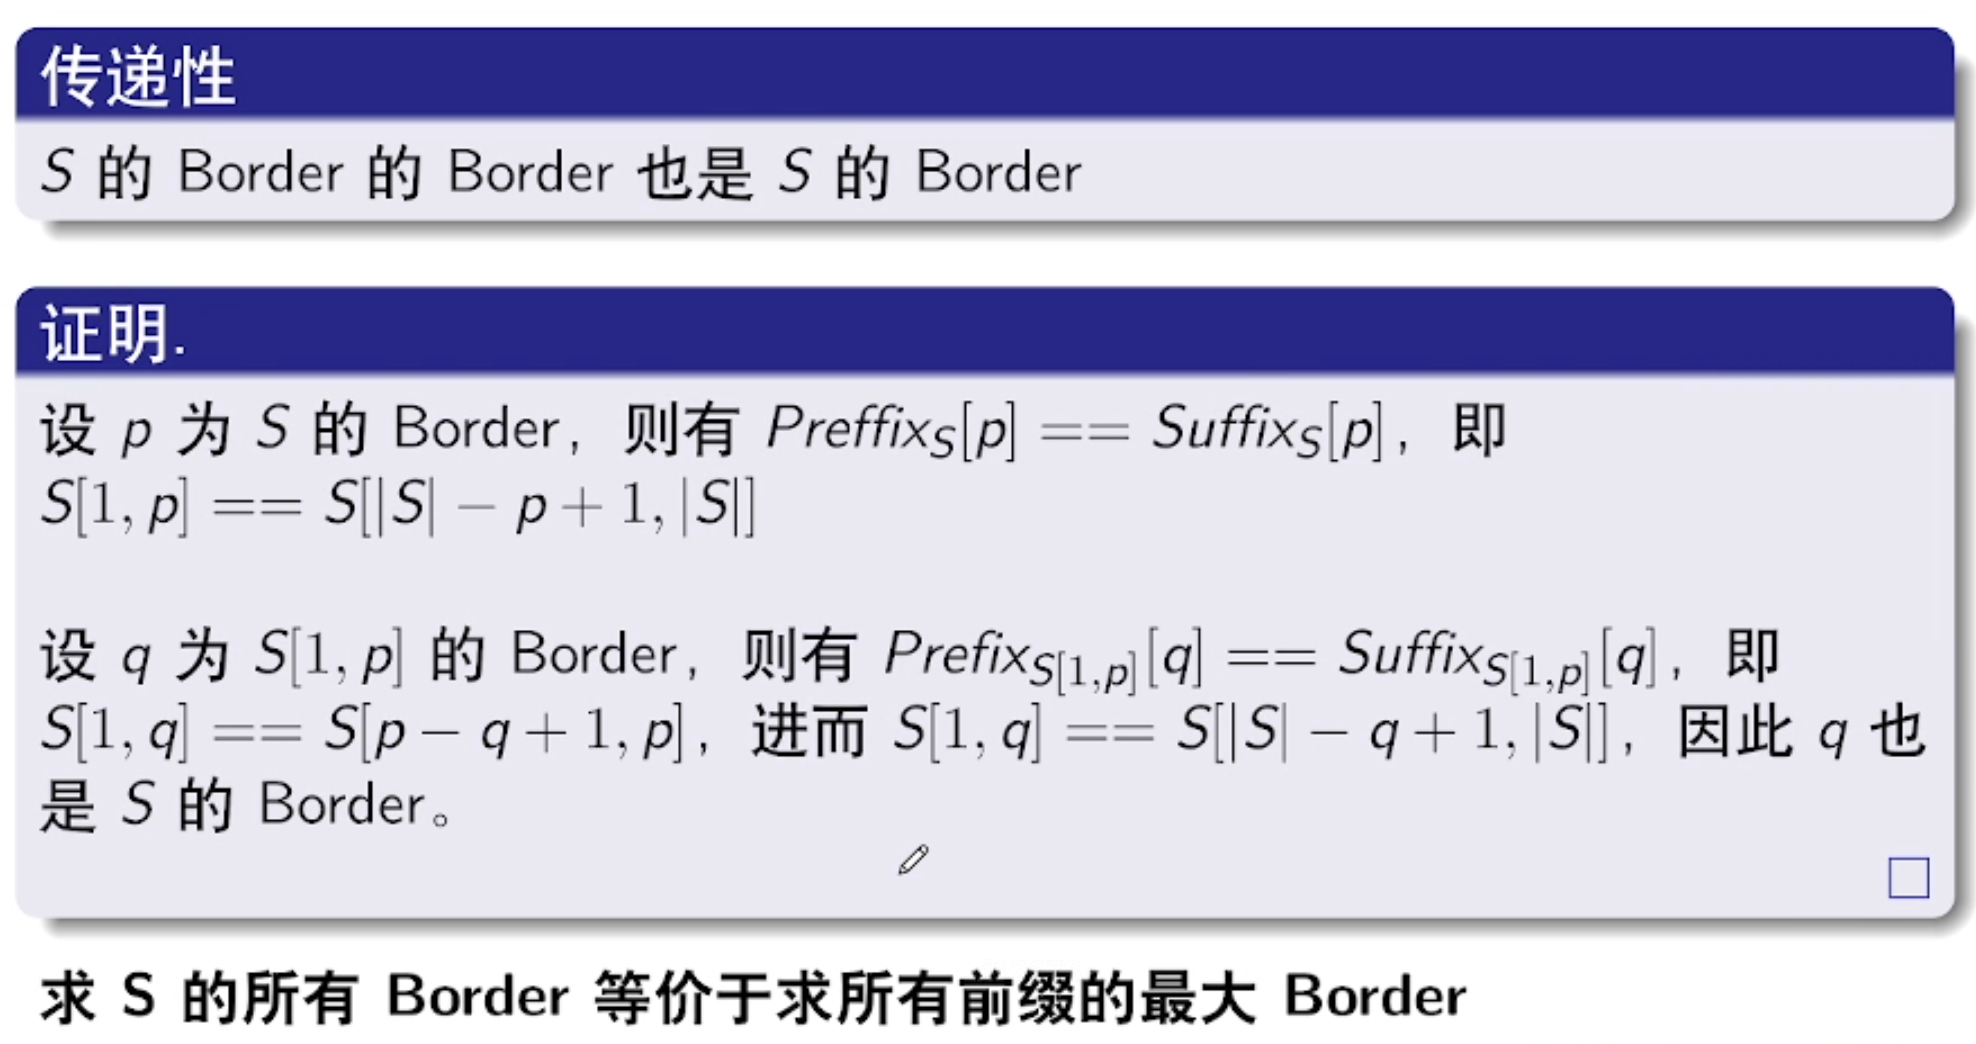 传递性
S 的 Border 的 Border 也是 S 的 Border
证明.
设 p 为 S 的 Border，则有 Preffix_S[p] == Suffix_S[p]，即
S[1, p] == S[|S| − p + 1, |S|]
设 q 为 S[1, p] 的 Border，则有 Prefix_{S[1,p]}[q] == Suffix_{S[1,p]}[q]，即
S[1, q] == S[p − q + 1, p]，进而 S[1, q] == S[|S| − q + 1, |S|]，因此 q 也
是 S 的 Border。
求 S 的所有 Border 等价于求所有前缀的最大 Border